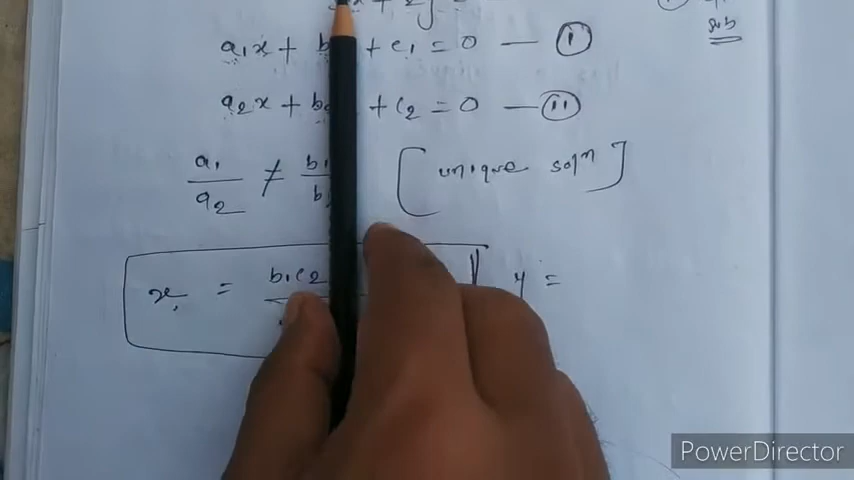 a₁x + b + c₁ = 0 — I
sub
a₂x + b + c₂ = 0 — II
a₁/a₂ ≠ b₁/b [unique solⁿ]
x, = b₁c₂ y =
PowerDirector